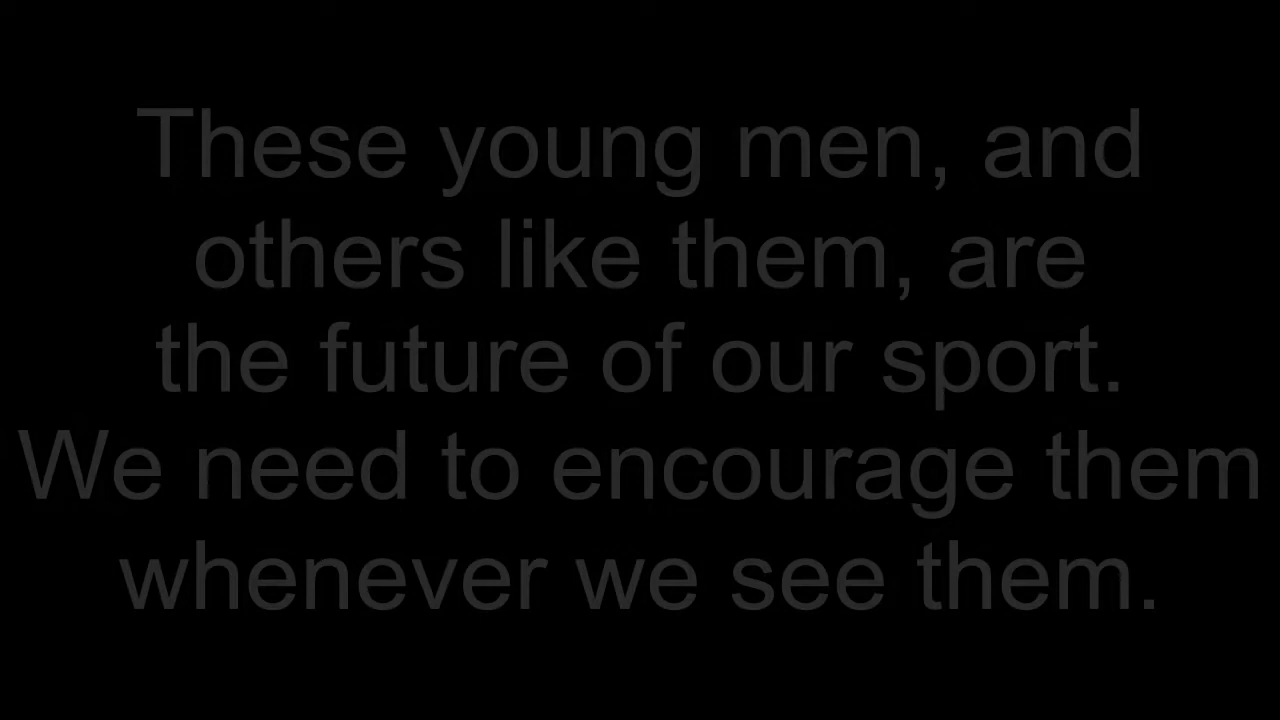 These young men, and
others like them, are
the future of our sport.
We need to encourage them
whenever we see them.